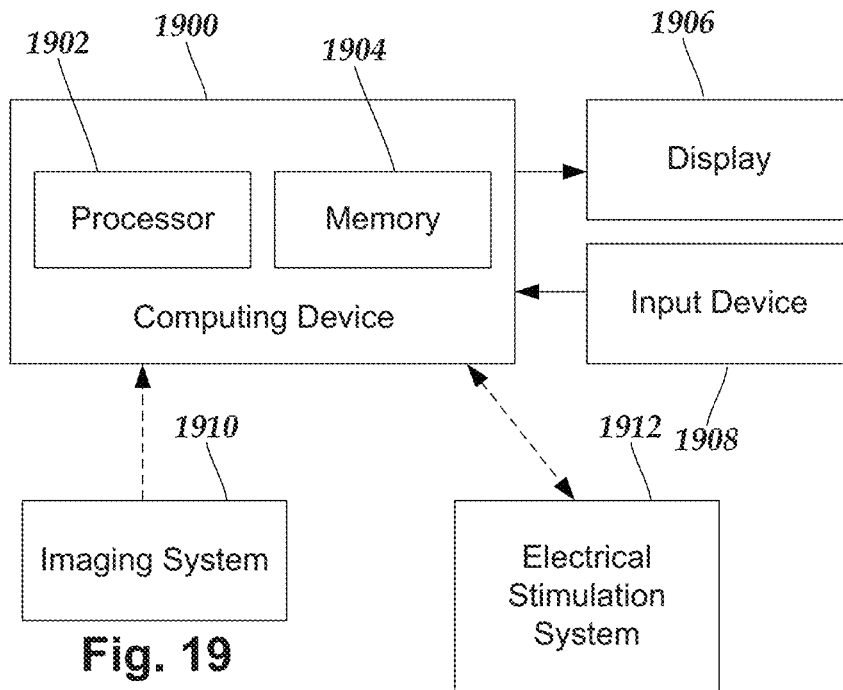 1900
1902
1904
1906
Display
Processor
Memory
Input Device
Computing Device
1910
1912
1908
Imaging System
Electrical
Stimulation
System
Fig. 19